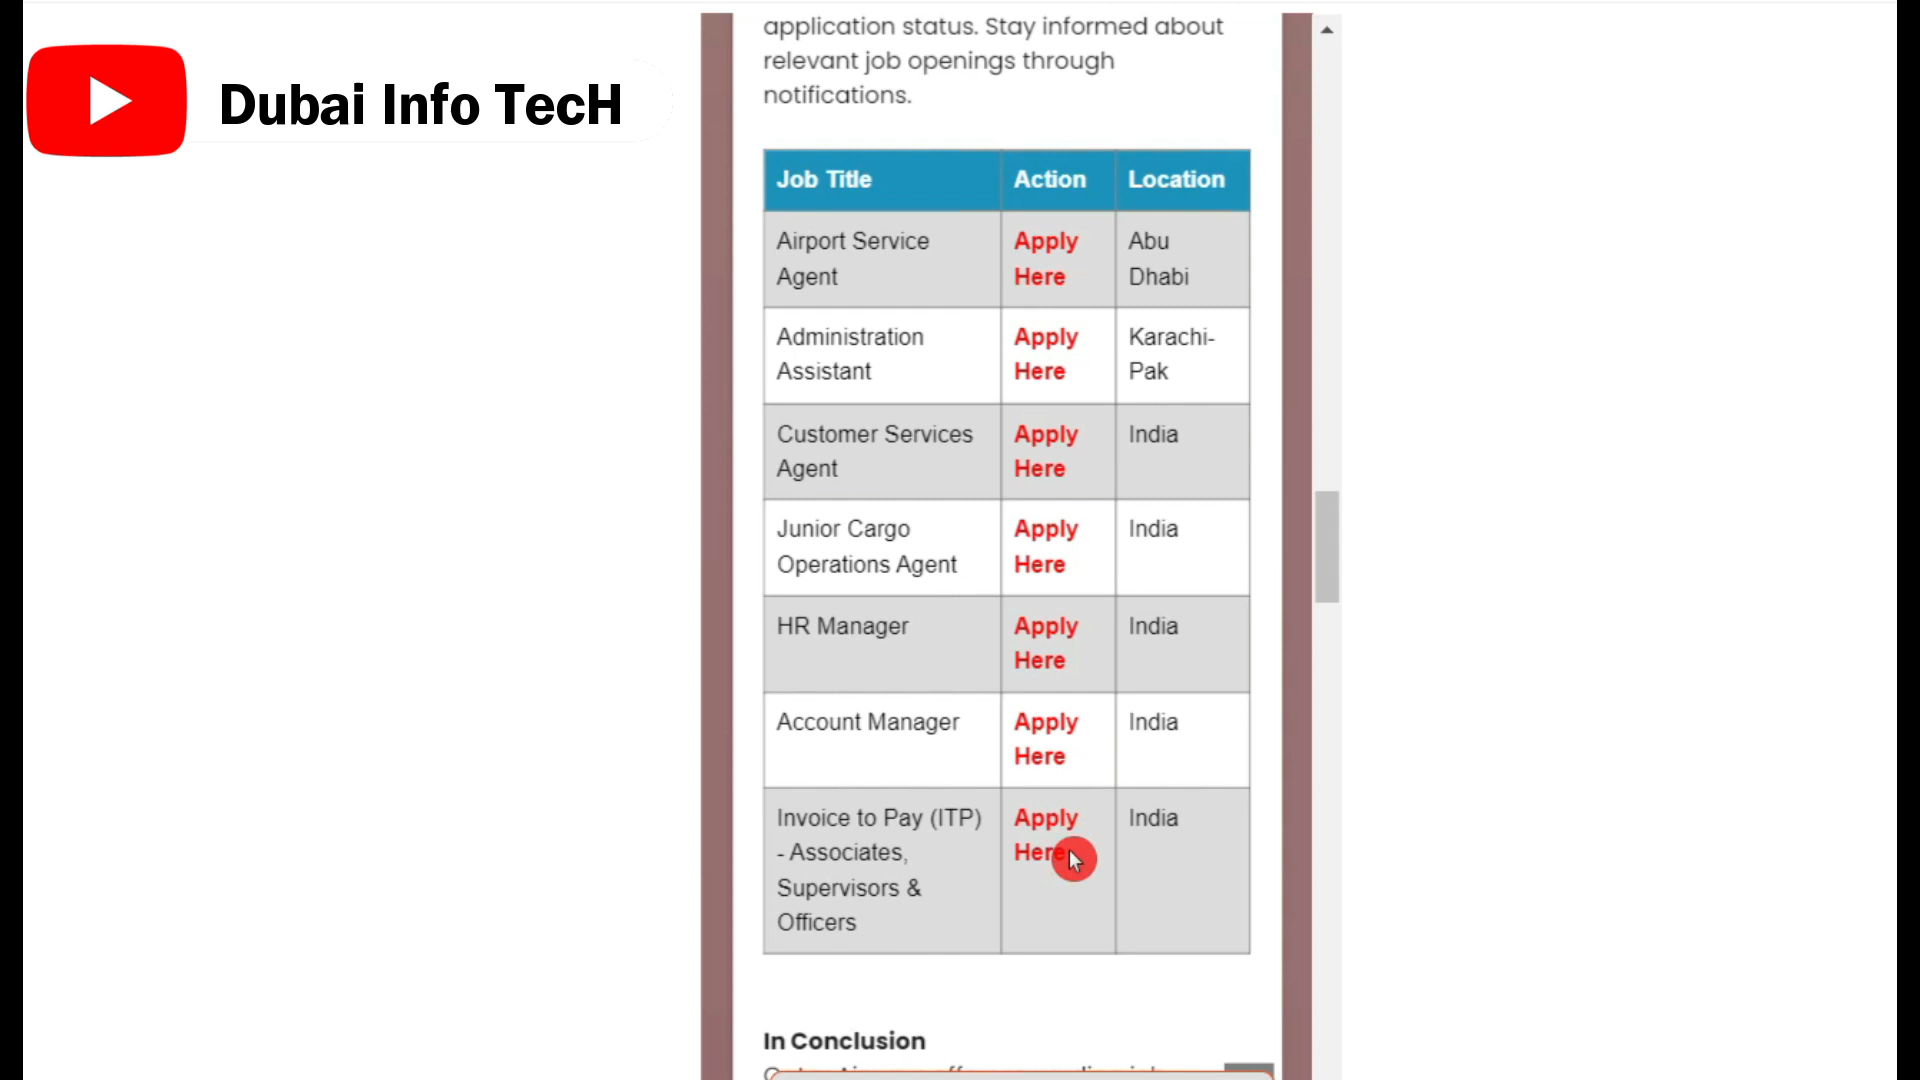 application status. Stay informed about
relevant job openings through
notifications.
Dubai Info TecH
Job Title Action Location
Airport Service Apply Abu
Agent Here Dhabi
Administration Apply Karachi-
Assistant Here Pak
Customer Services Apply India
Agent Here
Junior Cargo Apply India
Operations Agent Here
HR Manager Apply India
Here
Account Manager Apply India
Here
Invoice to Pay (ITP) Apply India
- Associates, Here
Supervisors &
Officers
In Conclusion